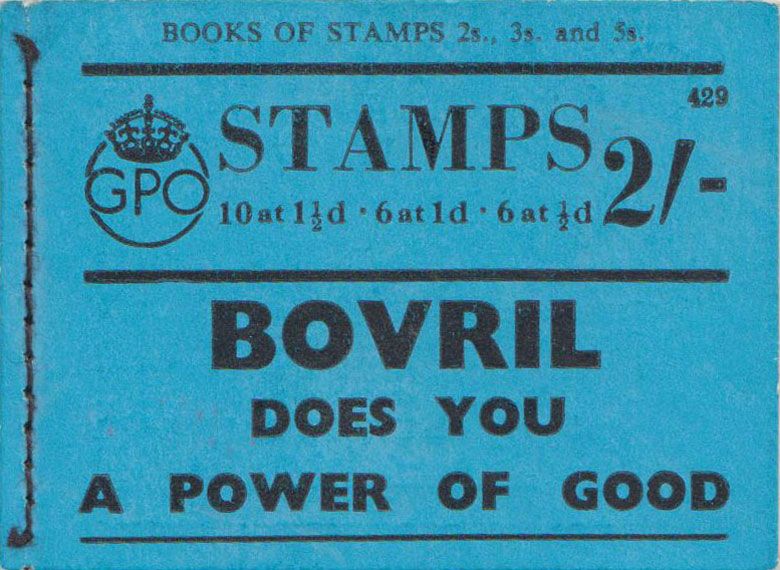 BOOKS OF STAMPS 2s., 3s. and 5s.
429
GPO
STAMPS 2/-
10 at 1½d · 6 at 1d · 6 at ½d
BOVRIL
DOES YOU
A POWER OF GOOD